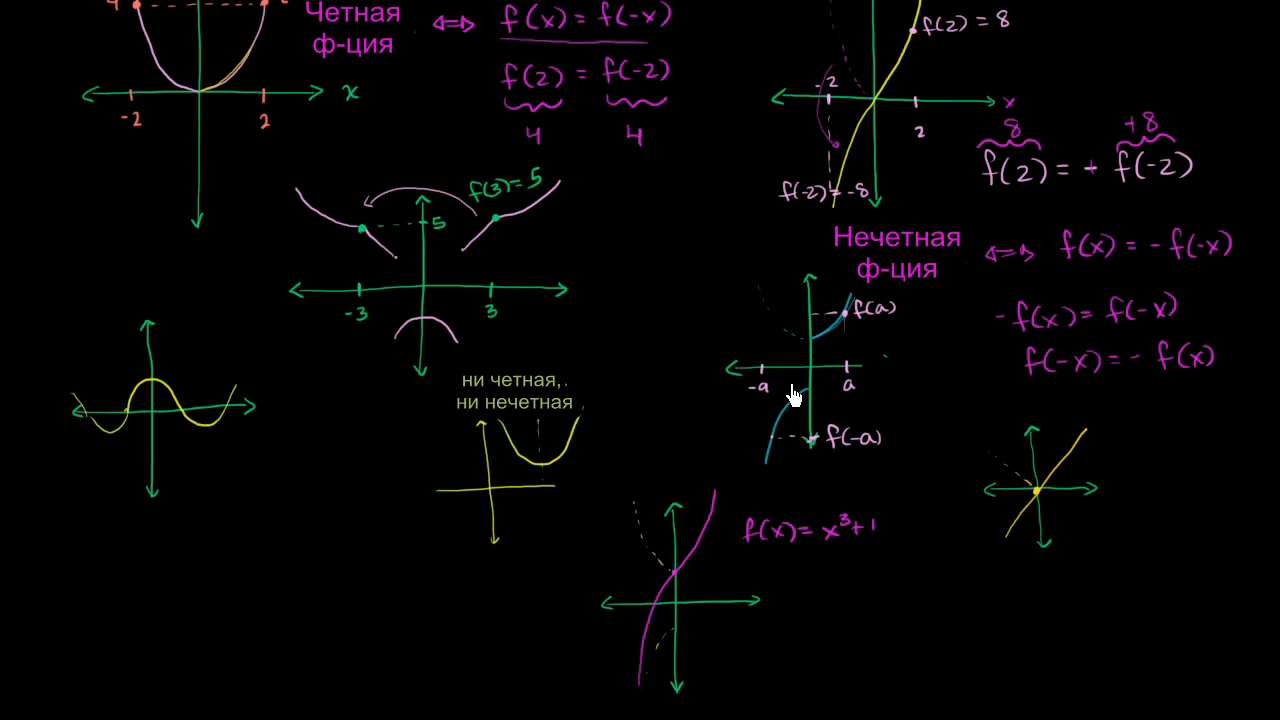 4
-2
2
x
Четная
ф-ция
⟺ f(x) = f(-x)
f(2) = f(-2)
4 4
f(2) = 8
-2
2
x
f(-2) = -8
8 +8
f(2) = + f(-2)
f(3) = 5
5
-3
3
Нечетная
ф-ция
⟺ f(x) = - f(-x)
-f(x) = f(-x)
f(-x) = - f(x)
f(a)
-a
a
f(-a)
ни четная,
ни нечетная
f(x) = x³+1